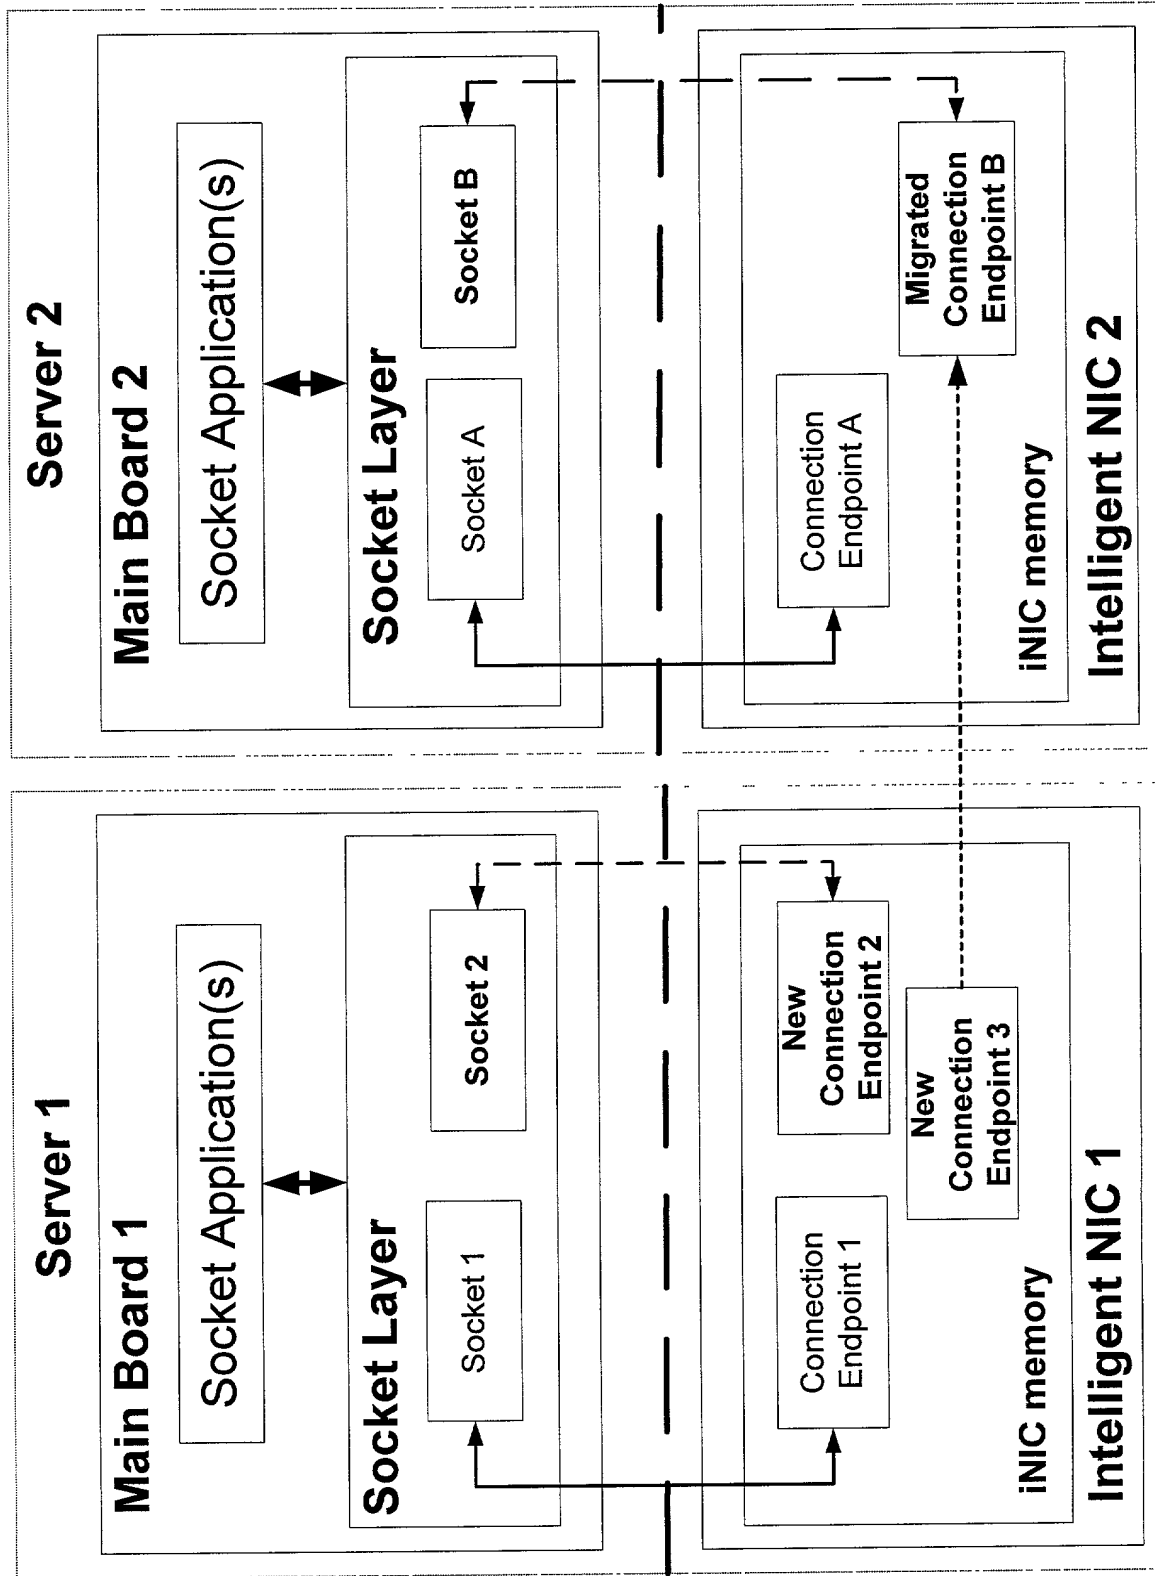 Server 1
Main Board 1
Socket Application(s)
Socket Layer
Socket 1
Socket 2
Connection
Endpoint 1
New
Connection
Endpoint 2
New
Connection
Endpoint 3
iNIC memory
Intelligent NIC 1
Server 2
Main Board 2
Socket Application(s)
Socket Layer
Socket A
Socket B
Connection
Endpoint A
Migrated
Connection
Endpoint B
iNIC memory
Intelligent NIC 2